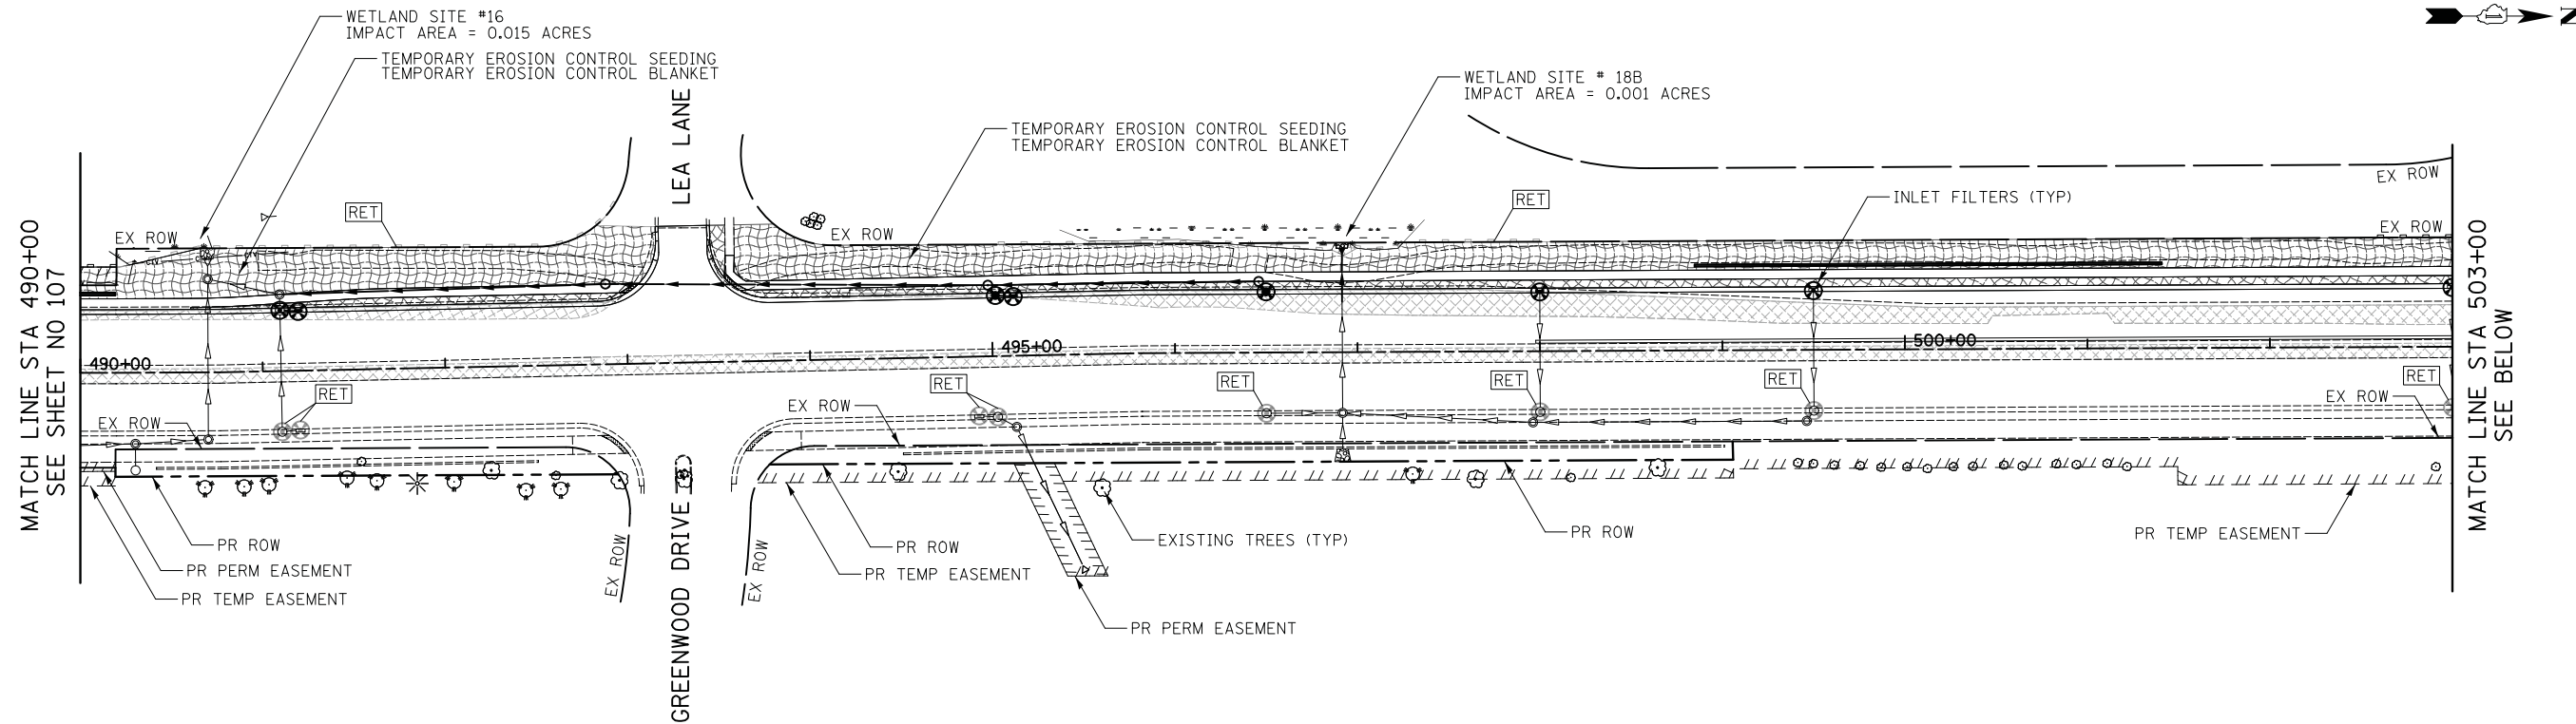 WETLAND SITE #16
IMPACT AREA = 0.015 ACRES
TEMPORARY EROSION CONTROL SEEDING
TEMPORARY EROSION CONTROL BLANKET
LEA LANE
WETLAND SITE # 18B
IMPACT AREA = 0.001 ACRES
TEMPORARY EROSION CONTROL SEEDING
TEMPORARY EROSION CONTROL BLANKET
EX ROW
INLET FILTERS (TYP)
RET
RET
EX ROW
EX ROW
EX ROW
MATCH LINE STA 490+00
SEE SHEET NO 107
MATCH LINE STA 503+00
SEE BELOW
490+00
495+00
500+00
RET
RET
RET
RET
RET
RET
EX ROW
EX ROW
EX ROW
PR ROW
PR PERM EASEMENT
PR TEMP EASEMENT
EX ROW
GREENWOOD DRIVE
EX ROW
PR ROW
PR TEMP EASEMENT
EXISTING TREES (TYP)
PR PERM EASEMENT
PR ROW
PR TEMP EASEMENT